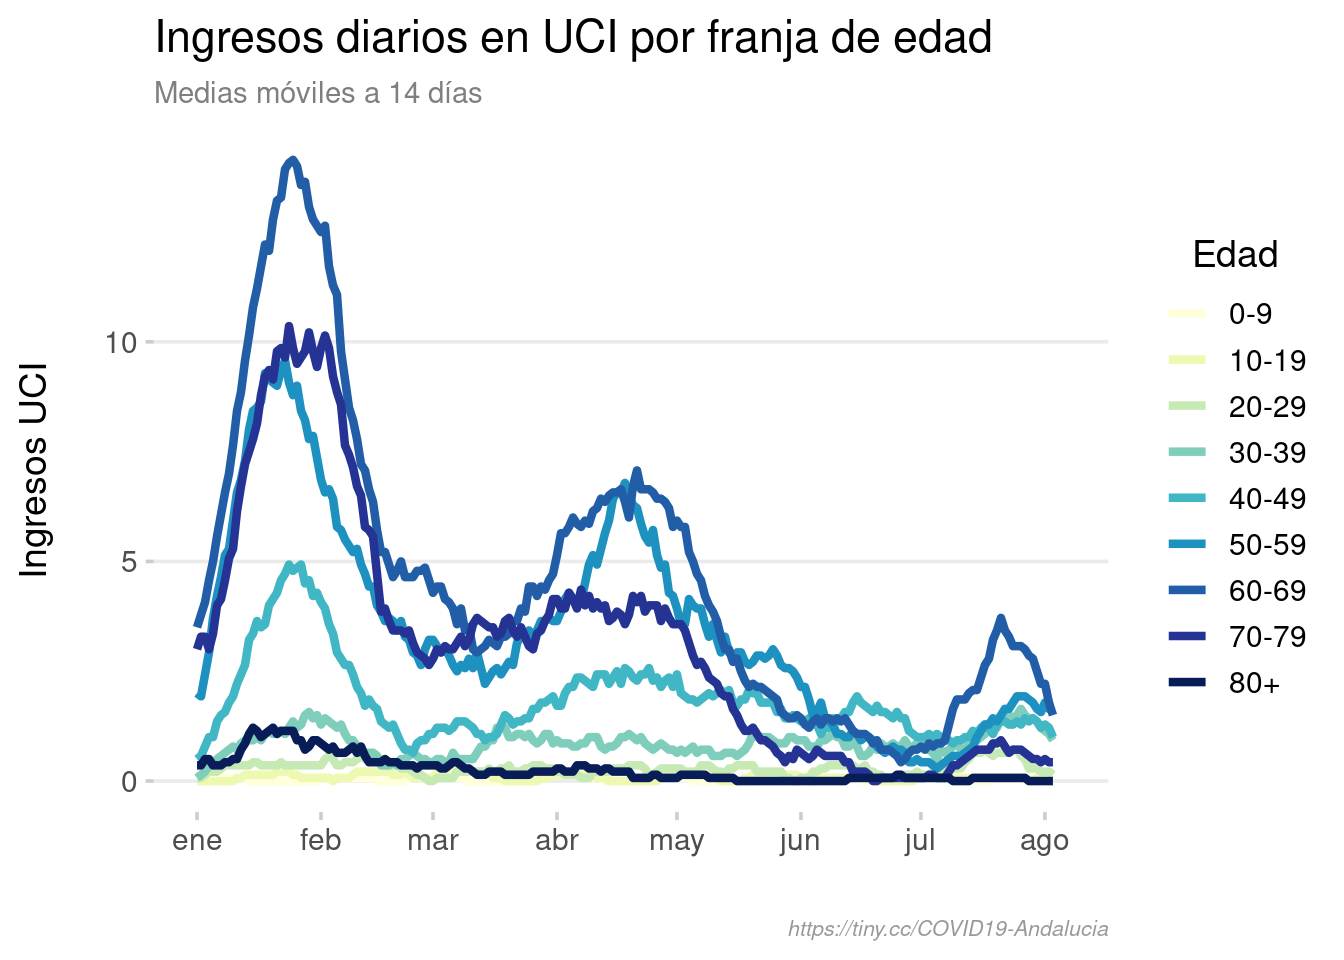 Ingresos diarios en UCI por franja de edad
Medias móviles a 14 días
Ingresos UCI
10
5
0
ene feb mar abr may jun jul ago
Edad
0-9
10-19
20-29
30-39
40-49
50-59
60-69
70-79
80+
https://tiny.cc/COVID19-Andalucia